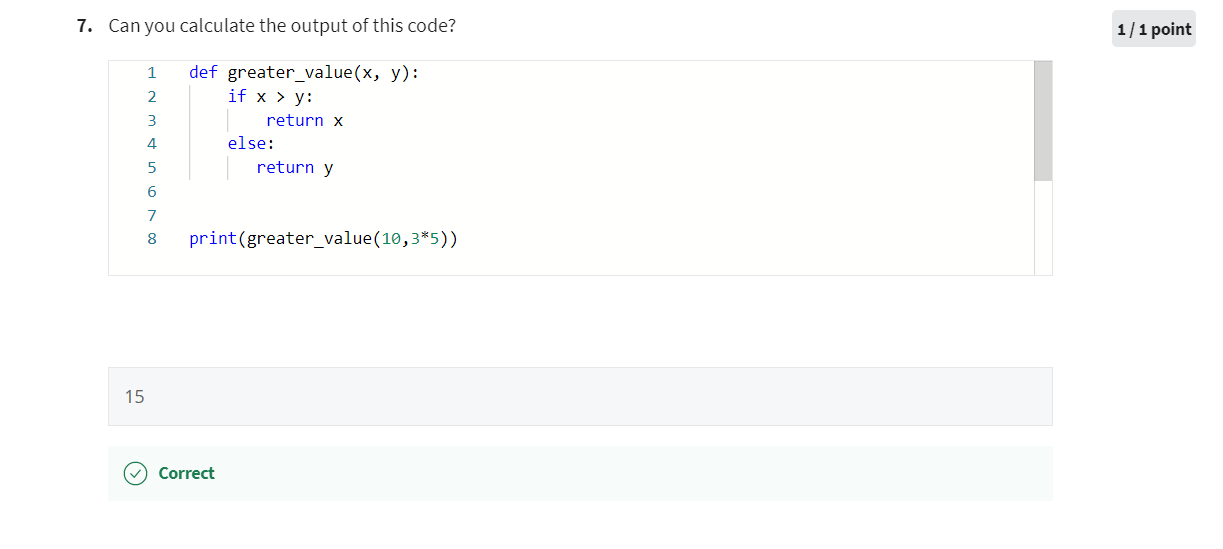 7. Can you calculate the output of this code?
1 / 1 point
1 def greater_value(x, y):
2     if x > y:
3         return x
4     else:
5        return y
6
7
8 print(greater_value(10,3*5))
15
Correct